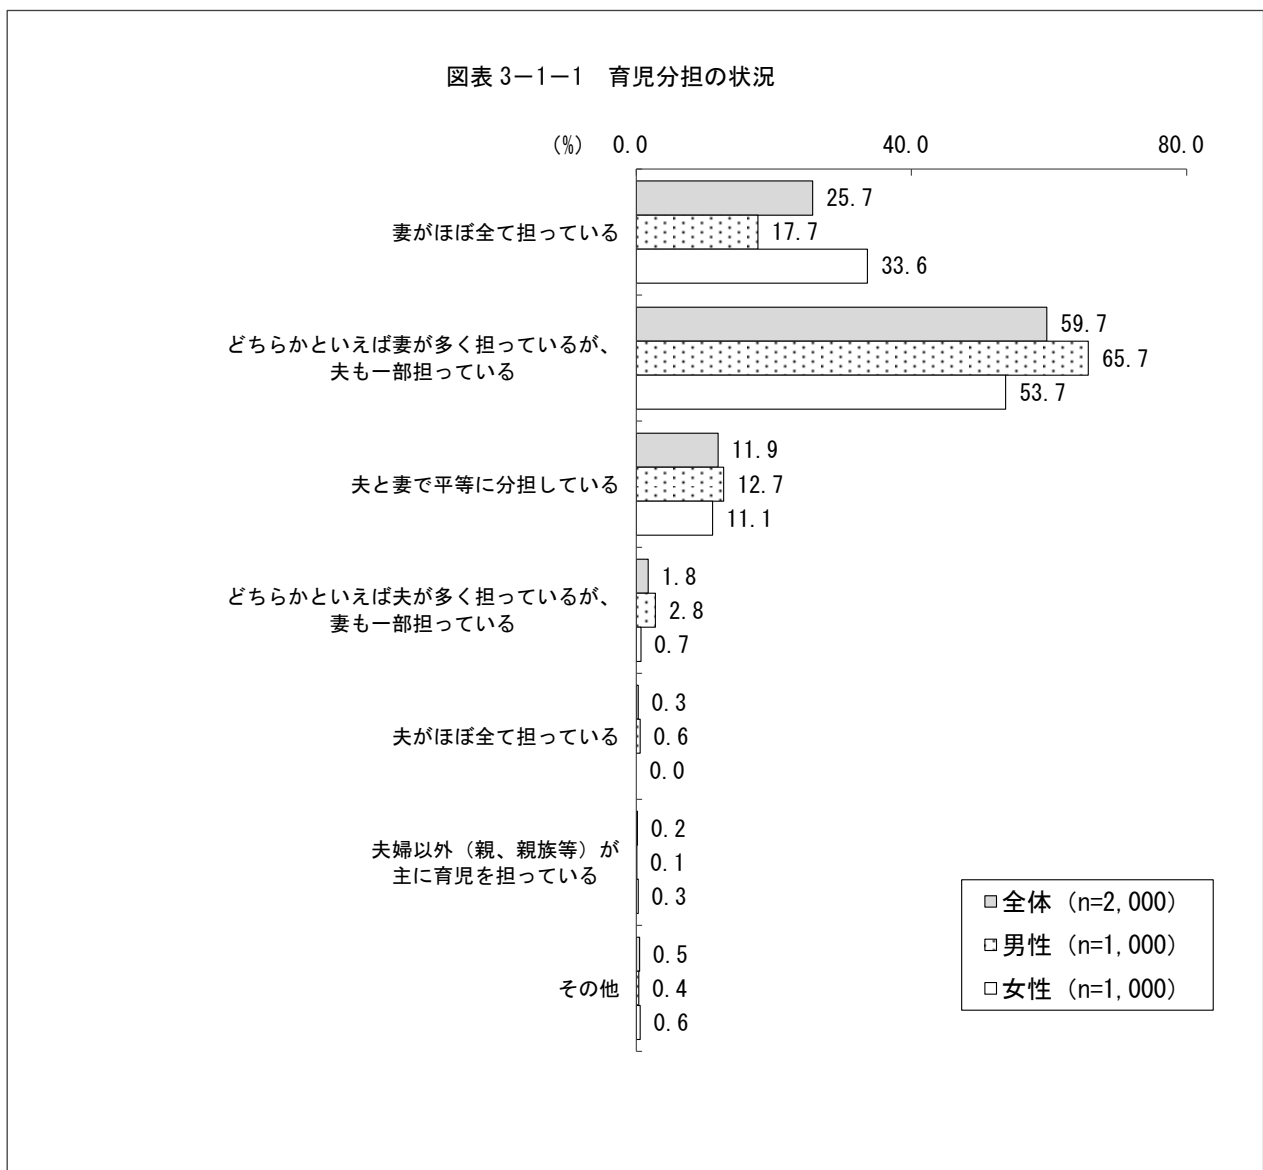 図表 3－1－1　育児分担の状況
(%) 0.0 40.0 80.0
妻がほぼ全て担っている
25.7
17.7
33.6
どちらかといえば妻が多く担っているが、
夫も一部担っている
59.7
65.7
53.7
夫と妻で平等に分担している
11.9
12.7
11.1
どちらかといえば夫が多く担っているが、
妻も一部担っている
1.8
2.8
0.7
夫がほぼ全て担っている
0.3
0.6
0.0
夫婦以外（親、親族等）が
主に育児を担っている
0.2
0.1
0.3
その他
0.5
0.4
0.6
全体（n=2,000）
男性（n=1,000）
女性（n=1,000）